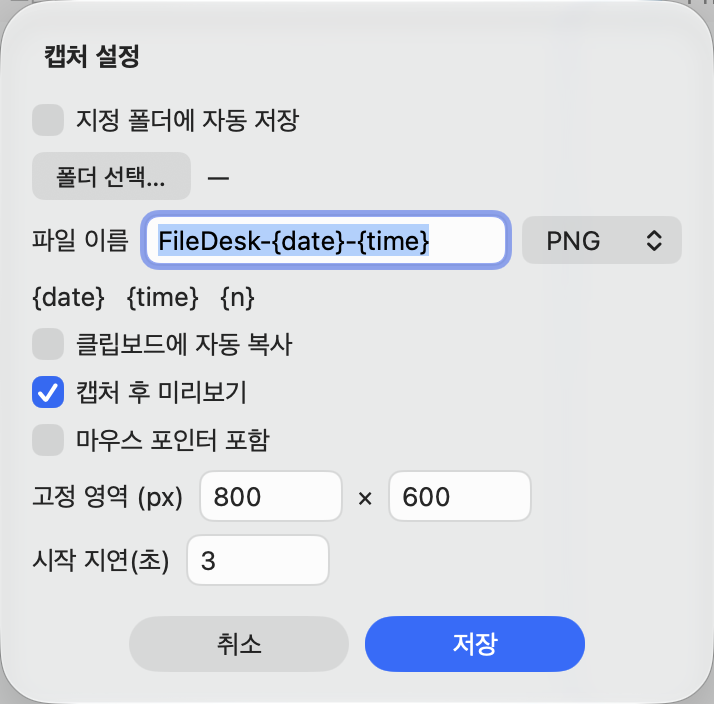 캡처 설정
지정 폴더에 자동 저장
폴더 선택... —
파일 이름 FileDesk-{date}-{time} PNG
{date} {time} {n}
클립보드에 자동 복사
캡처 후 미리보기
마우스 포인터 포함
고정 영역 (px) 800 × 600
시작 지연(초) 3
취소 저장